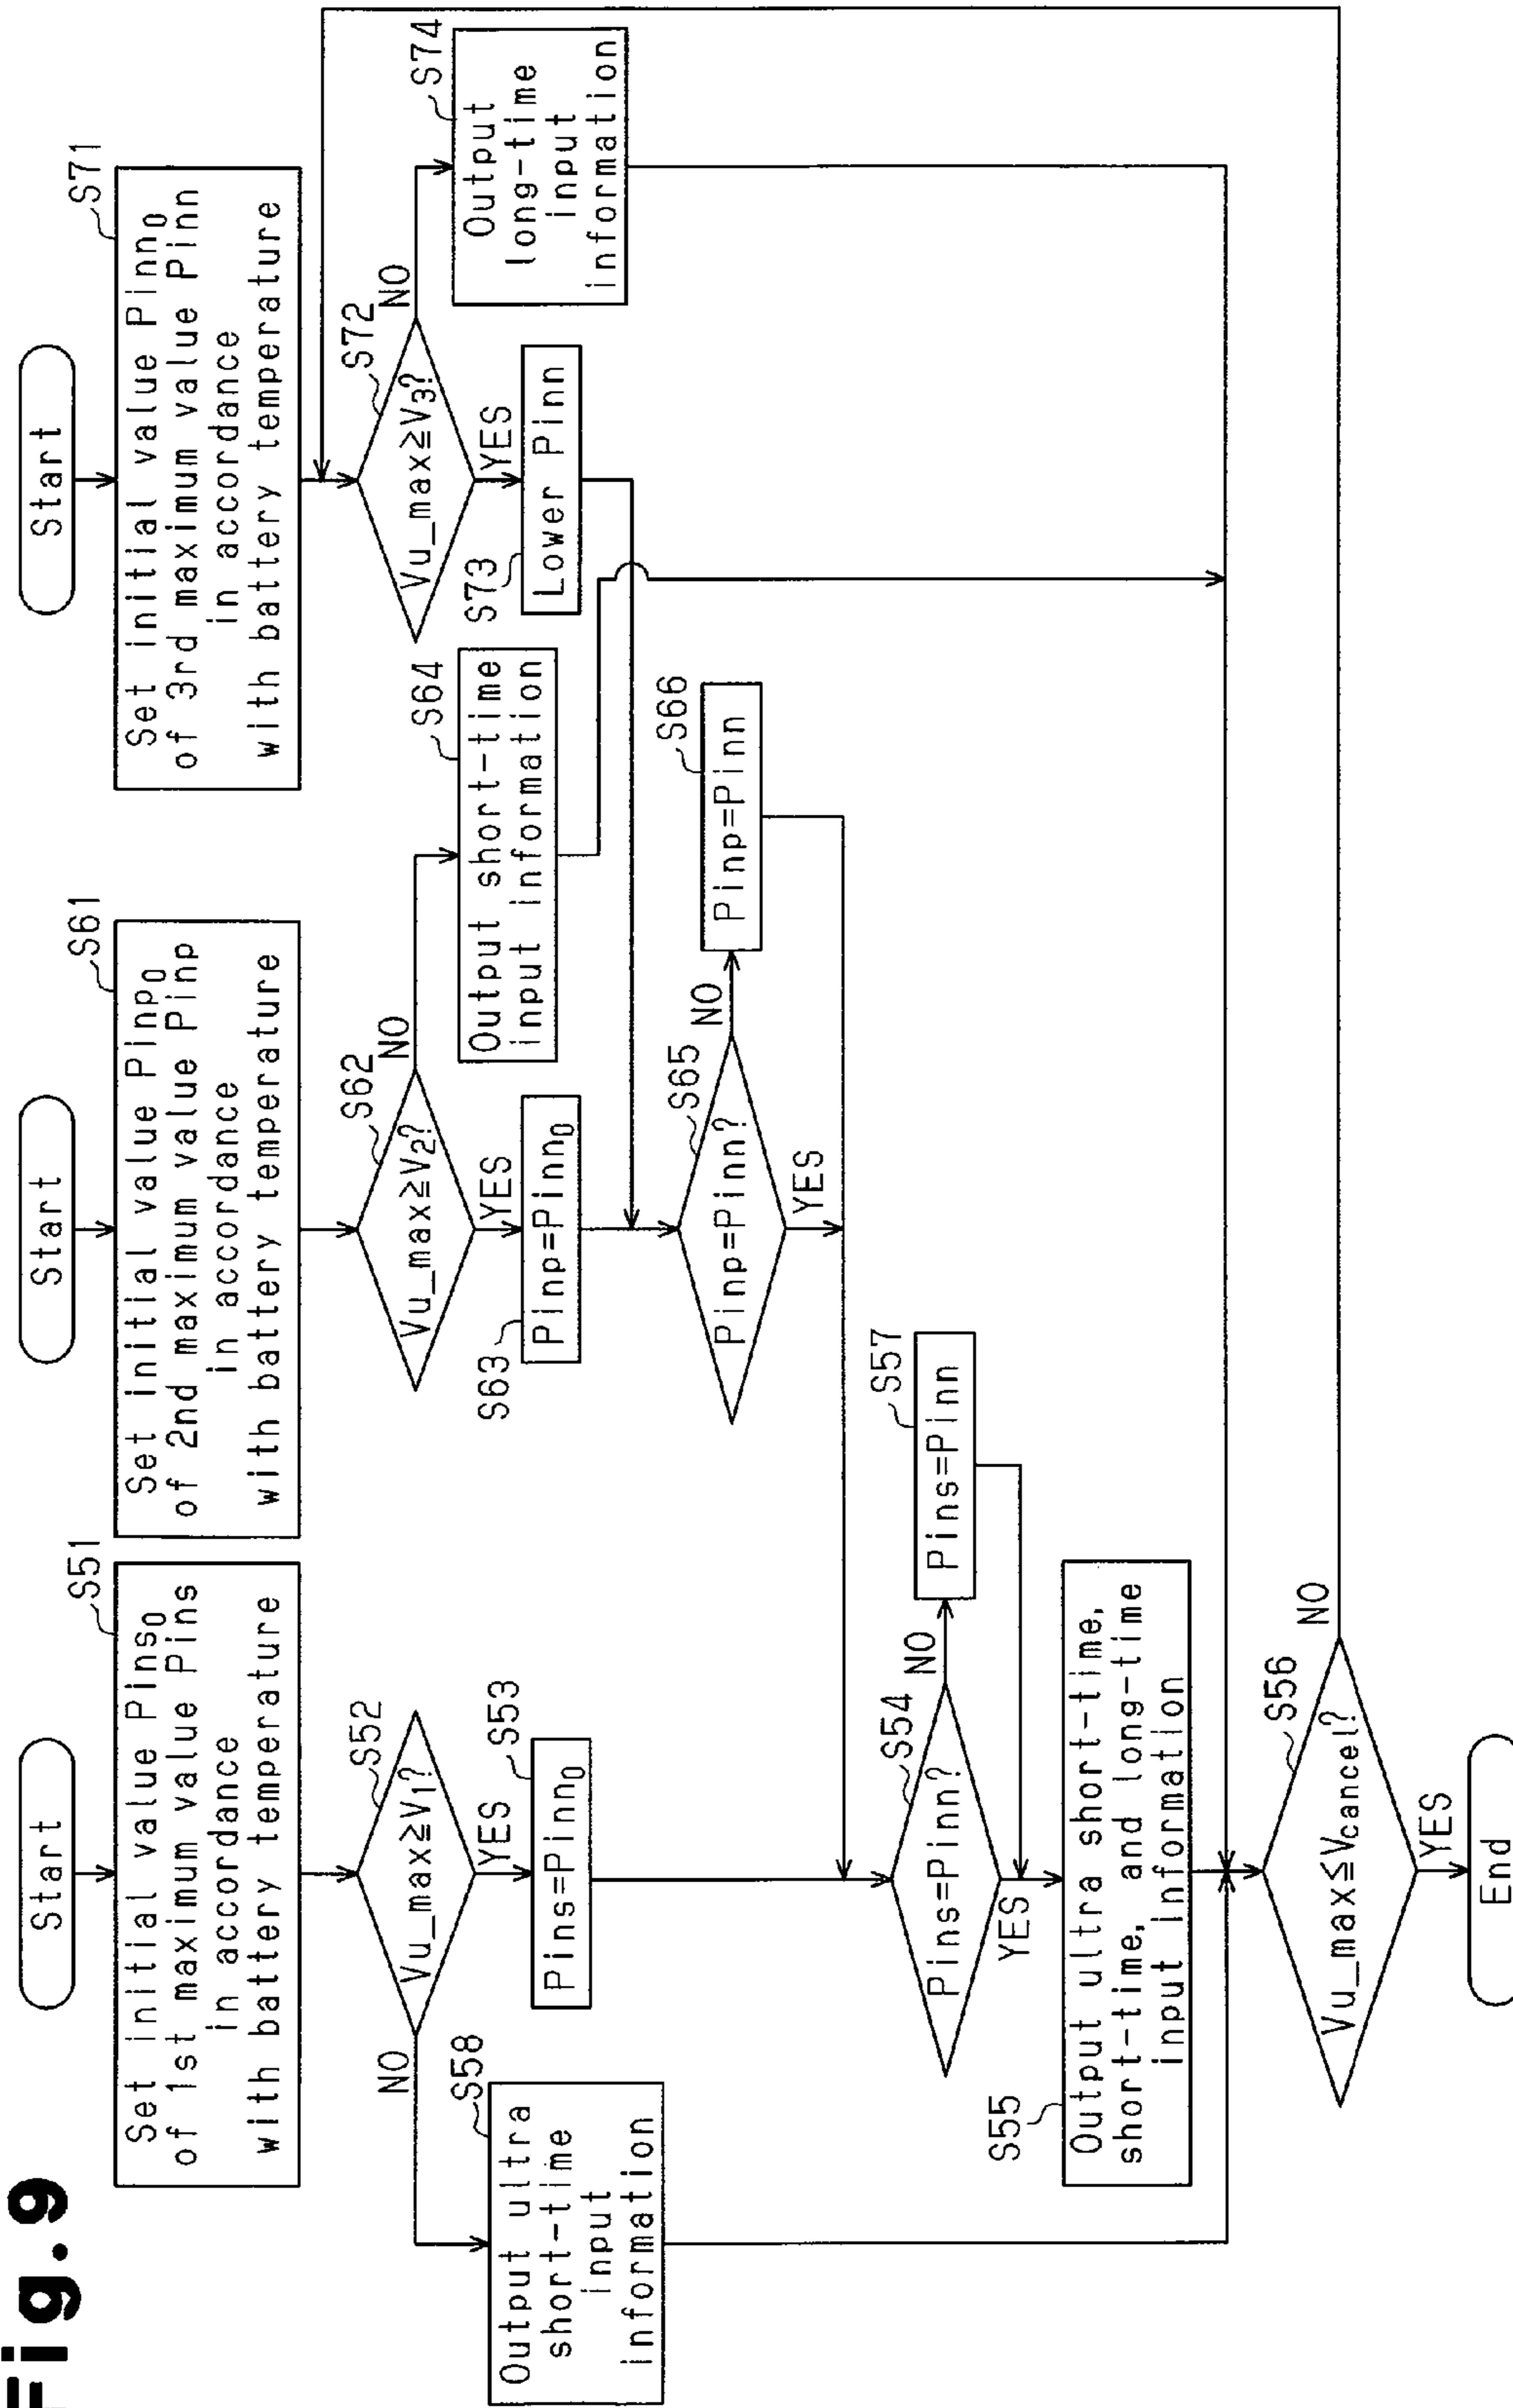 Fig.9
Start
S51
Set initial value Pins₀
of 1st maximum value Pins
in accordance
with battery temperature
S52
Vu_max≧V₁?
NO
YES
S58
Output ultra
short-time
input
information
S53
Pins=Pinn₀
Start
S61
Set initial value Pinp₀
of 2nd maximum value Pinp
in accordance
with battery temperature
S62
Vu_max≧V₂?
NO
YES
S63
Pinp=Pinn₀
S64
Output short-time
input information
S65
Pinp=Pinn?
NO
YES
S66
Pinp=Pinn
Start
S71
Set initial value Pinn₀
of 3rd maximum value Pinn
in accordance
with battery temperature
S72
Vu_max≧V₃?
NO
YES
S73
Lower Pinn
S74
Output
long-time
input
information
S54
Pins=Pinn?
NO
YES
S57
Pins=Pinn
S55
Output ultra short-time,
short-time, and long-time
input information
S56
Vu_max≦Vcancel?
NO
YES
End